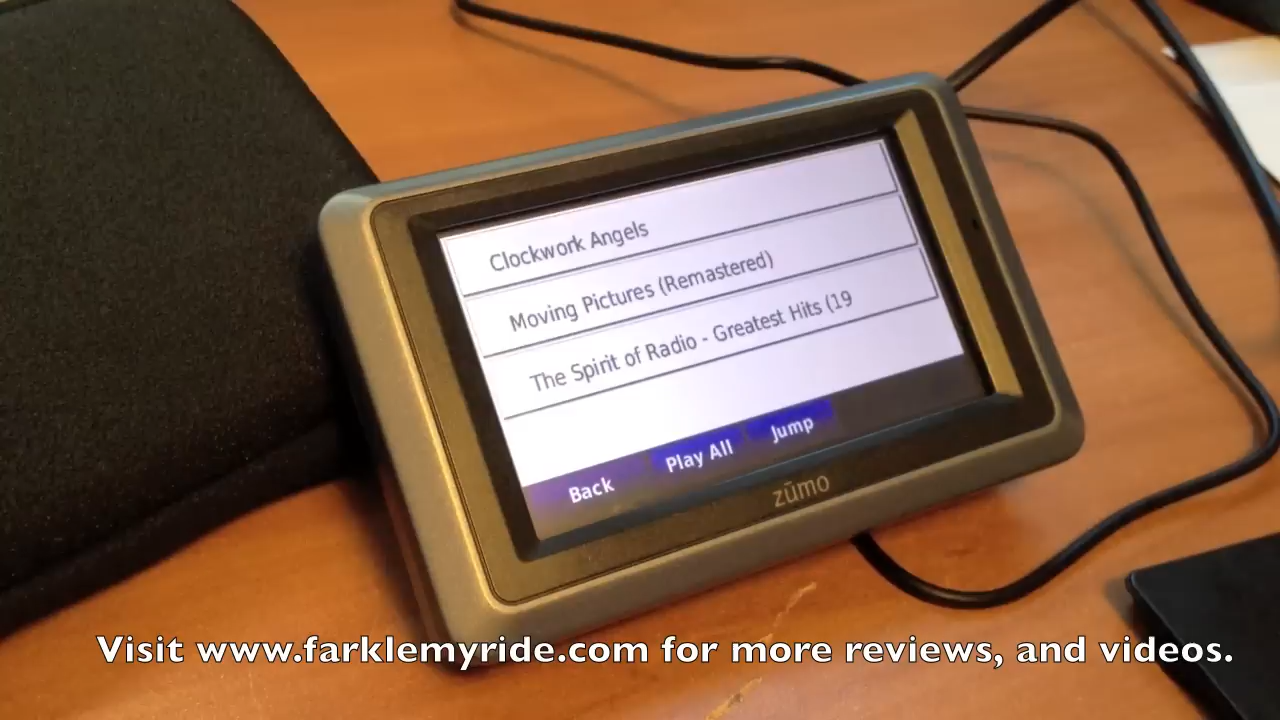 Clockwork Angels
Moving Pictures (Remastered)
The Spirit of Radio - Greatest Hits (19
Back Play All Jump
zūmo
Visit www.farklemyride.com for more reviews, and videos.